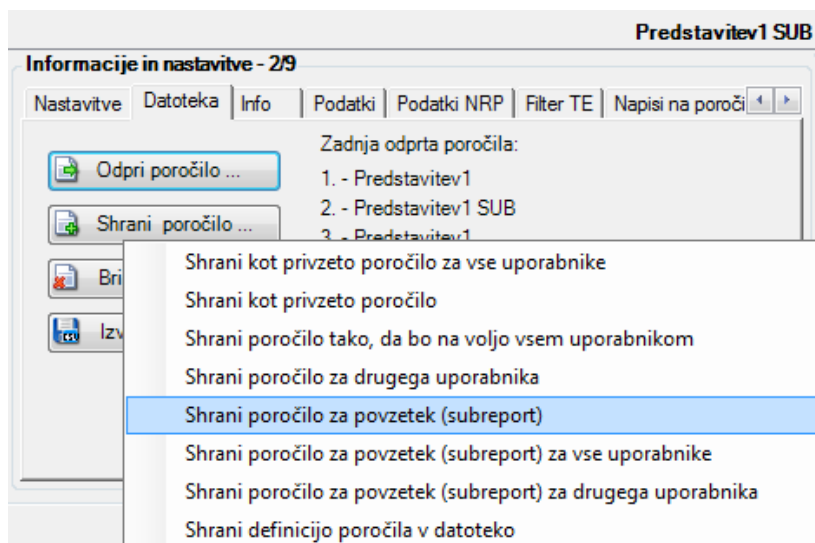 Predstavitev1 SUB
Informacije in nastavitve - 2/9
Nastavitve Datoteka Info Podatki Podatki NRP Filter TE Napisi na poroči
Zadnja odprta poročila:
Odpri poročilo ...
1. - Predstavitev1
2. - Predstavitev1 SUB
Shrani poročilo ...
3. - Predstavitev1
Shrani kot privzeto poročilo za vse uporabnike
Bri
Shrani kot privzeto poročilo
Izv
Shrani poročilo tako, da bo na voljo vsem uporabnikom
Shrani poročilo za drugega uporabnika
Shrani poročilo za povzetek (subreport)
Shrani poročilo za povzetek (subreport) za vse uporabnike
Shrani poročilo za povzetek (subreport) za drugega uporabnika
Shrani definicijo poročila v datoteko